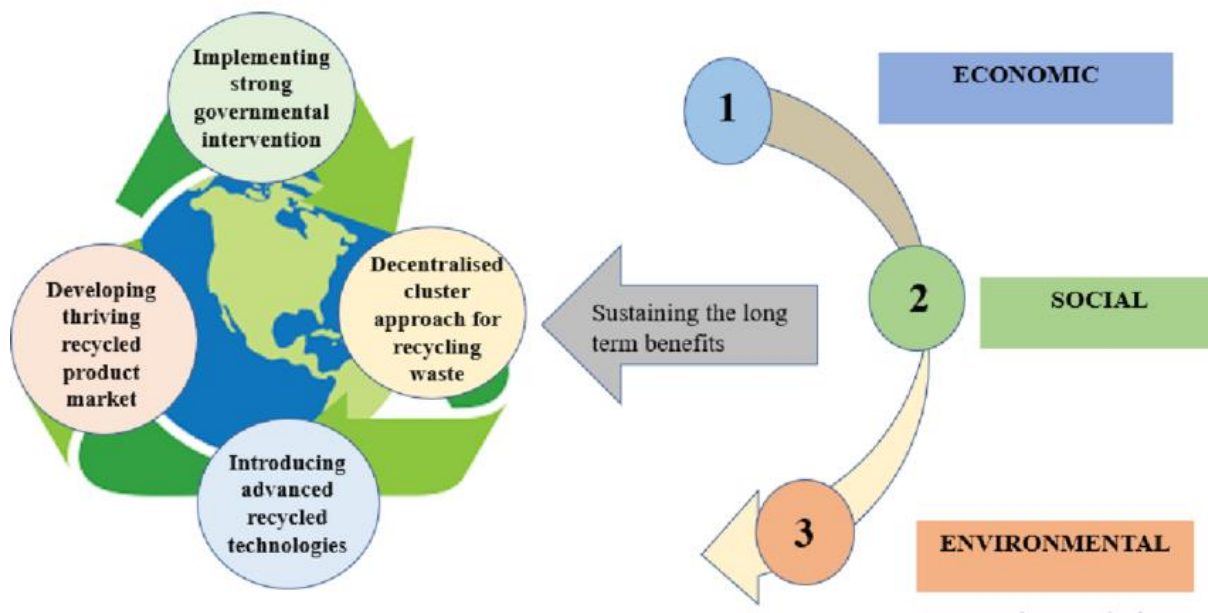 Implementing
strong
governmental
intervention
Decentralised
cluster
approach for
recycling
waste
Developing
thriving
recycled
product
market
Introducing
advanced
recycled
technologies
Sustaining the long
term benefits
1
ECONOMIC
2
SOCIAL
3
ENVIRONMENTAL